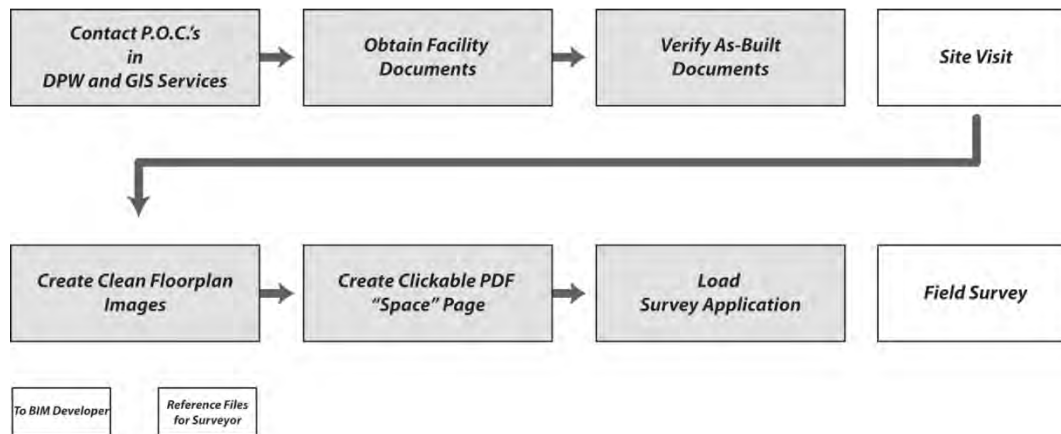 Contact P.O.C.'s
in
DPW and GIS Services
Obtain Facility
Documents
Verify As-Built
Documents
Site Visit
Create Clean Floorplan
Images
Create Clickable PDF
“Space” Page
Load
Survey Application
Field Survey
To BIM Developer
Reference Files
for Surveyor